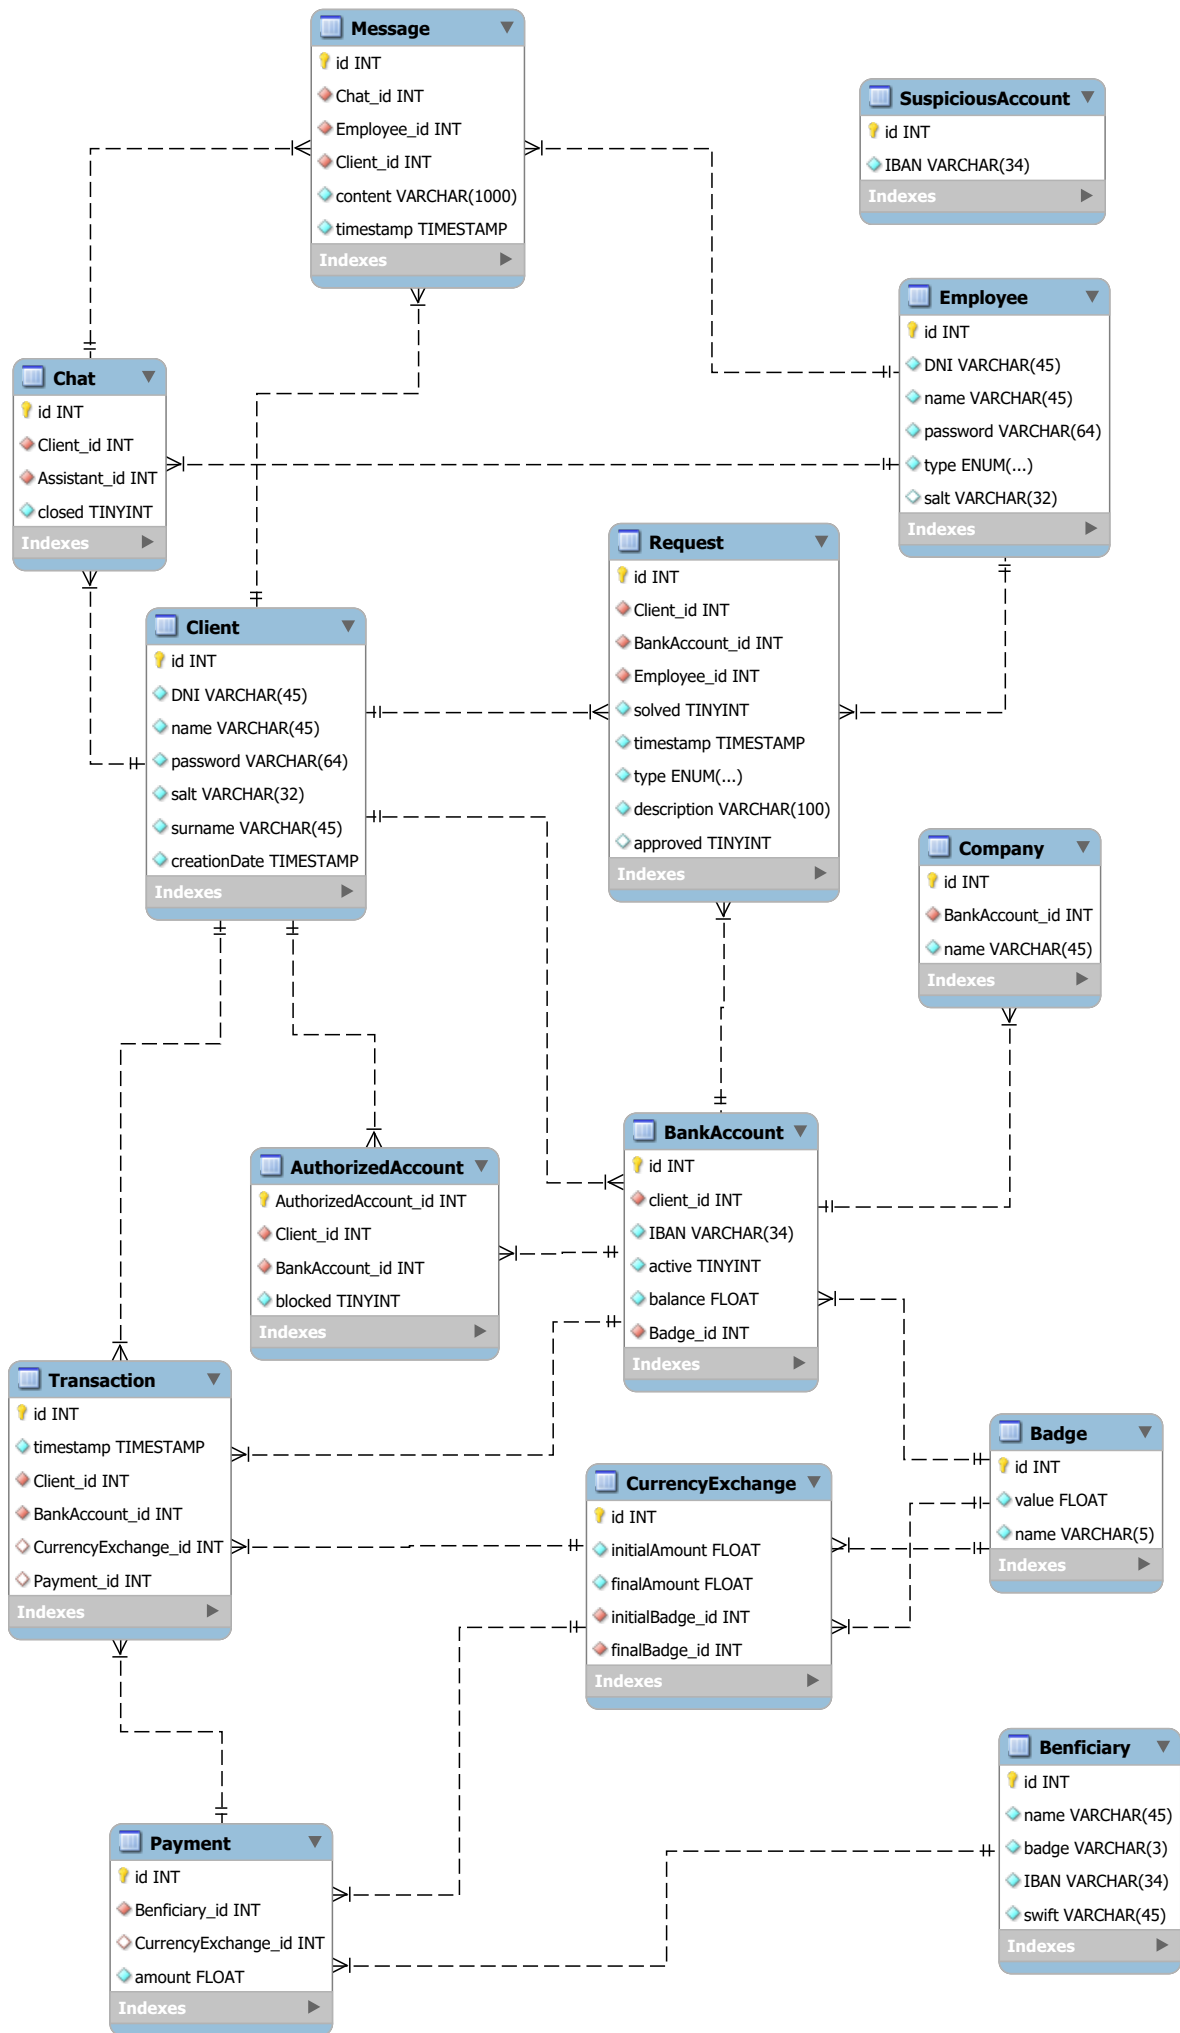 Message
id INT
Chat_id INT
Employee_id INT
Client_id INT
content VARCHAR(1000)
timestamp TIMESTAMP
Indexes
SuspiciousAccount
id INT
IBAN VARCHAR(34)
Indexes
Employee
id INT
DNI VARCHAR(45)
name VARCHAR(45)
password VARCHAR(64)
type ENUM(...)
salt VARCHAR(32)
Indexes
Chat
id INT
Client_id INT
Assistant_id INT
closed TINYINT
Indexes
Request
id INT
Client_id INT
BankAccount_id INT
Employee_id INT
solved TINYINT
timestamp TIMESTAMP
type ENUM(...)
description VARCHAR(100)
approved TINYINT
Indexes
Client
id INT
DNI VARCHAR(45)
name VARCHAR(45)
password VARCHAR(64)
salt VARCHAR(32)
surname VARCHAR(45)
creationDate TIMESTAMP
Indexes
Company
id INT
BankAccount_id INT
name VARCHAR(45)
Indexes
BankAccount
id INT
client_id INT
IBAN VARCHAR(34)
active TINYINT
balance FLOAT
Badge_id INT
Indexes
AuthorizedAccount
AuthorizedAccount_id INT
Client_id INT
BankAccount_id INT
blocked TINYINT
Indexes
Transaction
id INT
timestamp TIMESTAMP
Client_id INT
BankAccount_id INT
CurrencyExchange_id INT
Payment_id INT
Indexes
Badge
id INT
value FLOAT
name VARCHAR(5)
Indexes
CurrencyExchange
id INT
initialAmount FLOAT
finalAmount FLOAT
initialBadge_id INT
finalBadge_id INT
Indexes
Benficiary
id INT
name VARCHAR(45)
badge VARCHAR(3)
IBAN VARCHAR(34)
swift VARCHAR(45)
Indexes
Payment
id INT
Benficiary_id INT
CurrencyExchange_id INT
amount FLOAT
Indexes